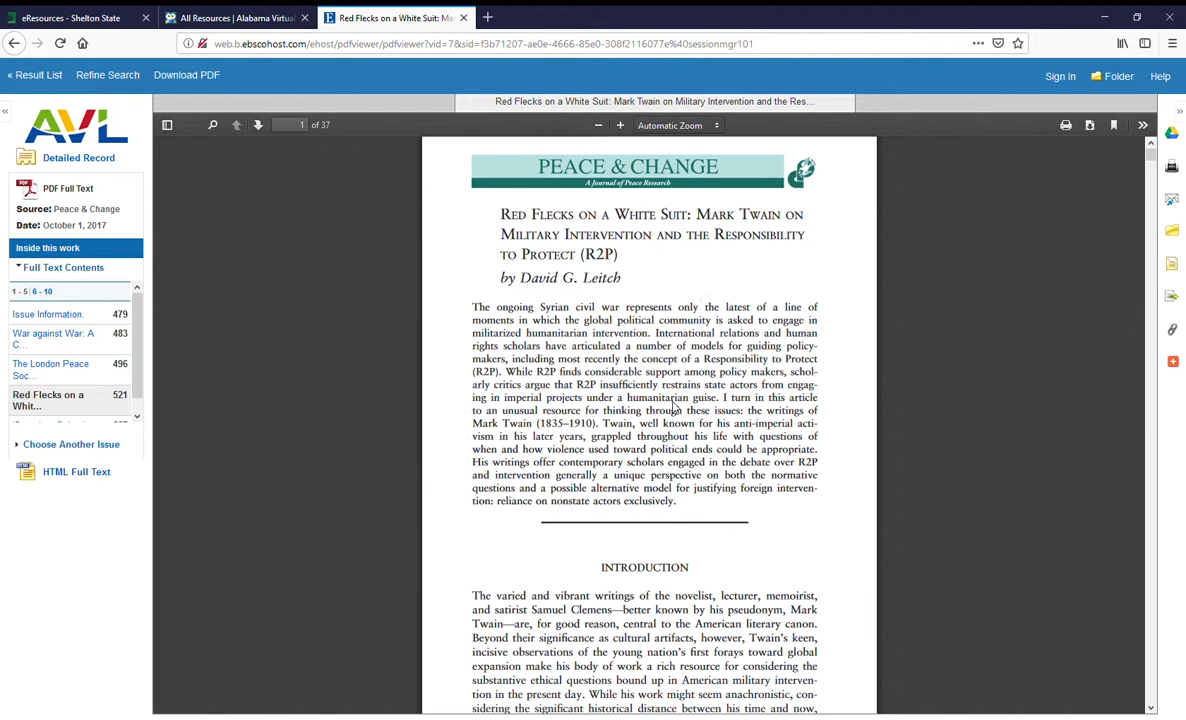 eResources - Shelton State
All Resources | Alabama Virtual
Red Flecks on a White Suit: Ma
web.b.ebscohost.com/ehost/pdfviewer/pdfviewer?vid=7&sid=f3b71207-ae0e-4666-85e0-308f2116077e%40sessionmgr101
« Result List Refine Search Download PDF
Sign In Folder Help
Red Flecks on a White Suit: Mark Twain on Military Intervention and the Res...
1 of 37
Automatic Zoom
AVL
Detailed Record
PDF Full Text
Source: Peace & Change
Date: October 1, 2017
Inside this work
Full Text Contents
1 - 5 | 6 - 10
Issue Information. 479
War against War: A 483
C...
The London Peace 496
Soc...
Red Flecks on a 521
Whit...
Choose Another Issue
HTML Full Text
PEACE & CHANGE
A Journal of Peace Research
RED FLECKS ON A WHITE SUIT: MARK TWAIN ON
MILITARY INTERVENTION AND THE RESPONSIBILITY
TO PROTECT (R2P)
by David G. Leitch
The ongoing Syrian civil war represents only the latest of a line of
moments in which the global political community is asked to engage in
militarized humanitarian intervention. International relations and human
rights scholars have articulated a number of models for guiding policy-
makers, including most recently the concept of a Responsibility to Protect
(R2P). While R2P finds considerable support among policy makers, schol-
arly critics argue that R2P insufficiently restrains state actors from engag-
ing in imperial projects under a humanitarian guise. I turn in this article
to an unusual resource for thinking through these issues: the writings of
Mark Twain (1835–1910). Twain, well known for his anti-imperial acti-
vism in his later years, grappled throughout his life with questions of
when and how violence used toward political ends could be appropriate.
His writings offer contemporary scholars engaged in the debate over R2P
and intervention generally a unique perspective on both the normative
questions and a possible alternative model for justifying foreign interven-
tion: reliance on nonstate actors exclusively.
INTRODUCTION
The varied and vibrant writings of the novelist, lecturer, memoirist,
and satirist Samuel Clemens—better known by his pseudonym, Mark
Twain—are, for good reason, central to the American literary canon.
Beyond their significance as cultural artifacts, however, Twain's keen,
incisive observations of the young nation's first forays toward global
expansion make his body of work a rich resource for considering the
substantive ethical questions bound up in American military interven-
tion in the present day. While his work might seem anachronistic, con-
sidering the significant historical distance between his time and now,